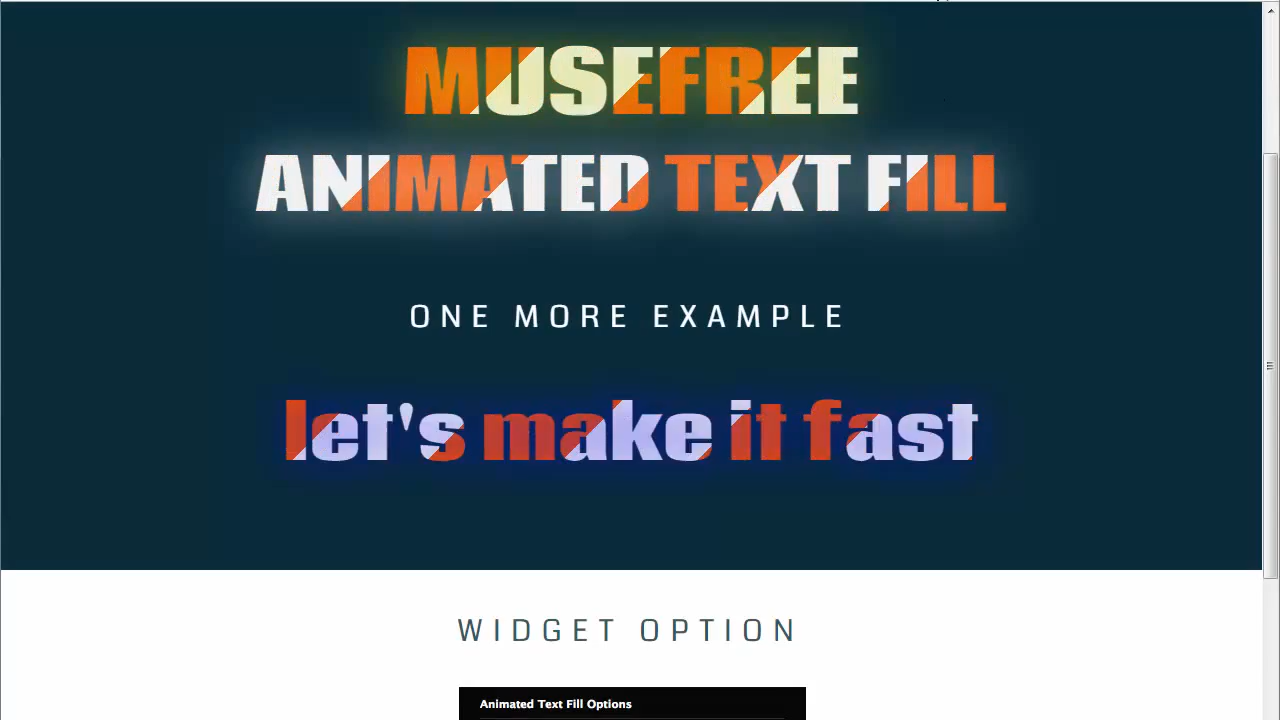 MUSEFREE
ANIMATED TEXT FILL
ONE MORE EXAMPLE
let's make it fast
WIDGET OPTION
Animated Text Fill Options